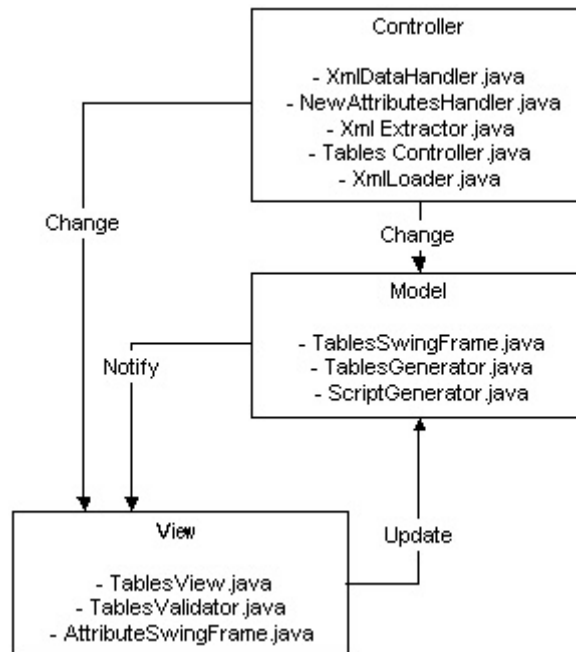 Controller
- XmlDataHandler.java
- NewAttributesHandler.java
- Xml Extractor.java
- Tables Controller.java
- XmlLoader.java
Change
Change
Model
- TablesSwingFrame.java
- TablesGenerator.java
- ScriptGenerator.java
Notify
View
- TablesView.java
- TablesValidator.java
- AttributeSwingFrame.java
Update